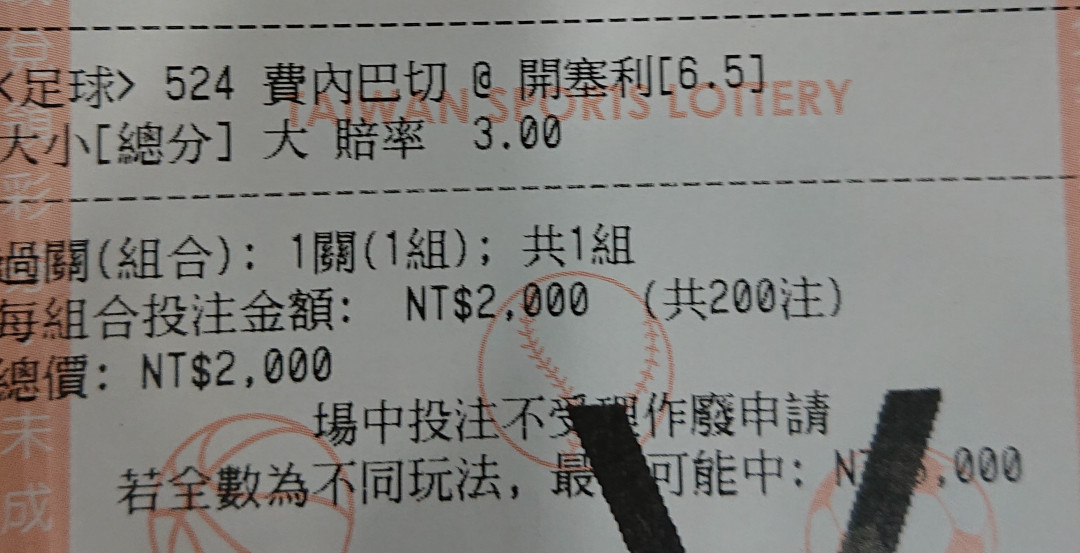 <足球> 524 費內巴切 @ 開塞利[6.5]
TAIWAN SPORTS LOTTERY
大小[總分] 大 賠率 3.00
過關(組合): 1關(1組); 共1組
每組合投注金額: NT$2,000 (共200注)
總價: NT$2,000
場中投注不受理作廢申請
若全數為不同玩法, 最 可能中: N ,000
彩
未
成